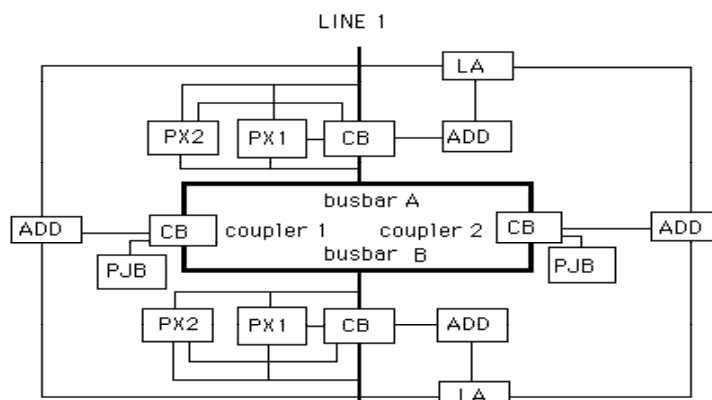 LINE 1
LA
PX2 PX1 CB ADD
busbar A
ADD CB coupler 1 coupler 2 CB ADD
busbar B
PJB PJB
PX2 PX1 CB ADD
LA